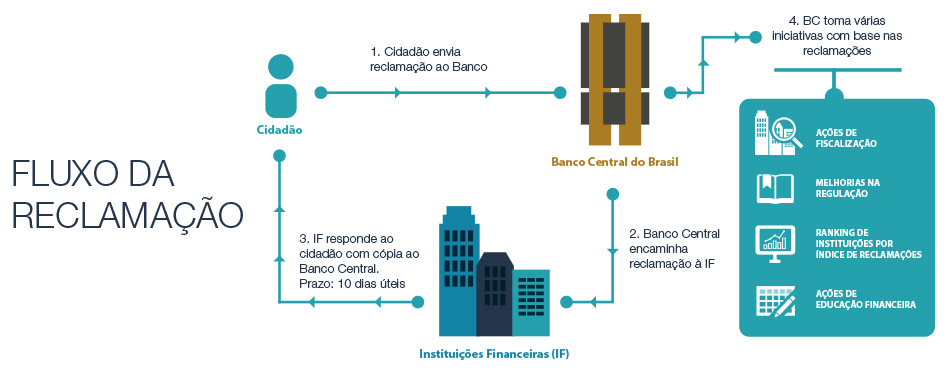 FLUXO DA
RECLAMAÇÃO
1. Cidadão envia
reclamação ao Banco
Cidadão
Banco Central do Brasil
2. Banco Central
encaminha
reclamação à IF
3. IF responde ao
cidadão com cópia ao
Banco Central.
Prazo: 10 dias úteis
Instituições Financeiras (IF)
4. BC toma várias
iniciativas com base nas
reclamações
AÇÕES DE
FISCALIZAÇÃO
MELHORIAS NA
REGULAÇÃO
RANKING DE
INSTITUIÇÕES POR
ÍNDICE DE RECLAMAÇÕES
AÇÕES DE
EDUCAÇÃO FINANCEIRA